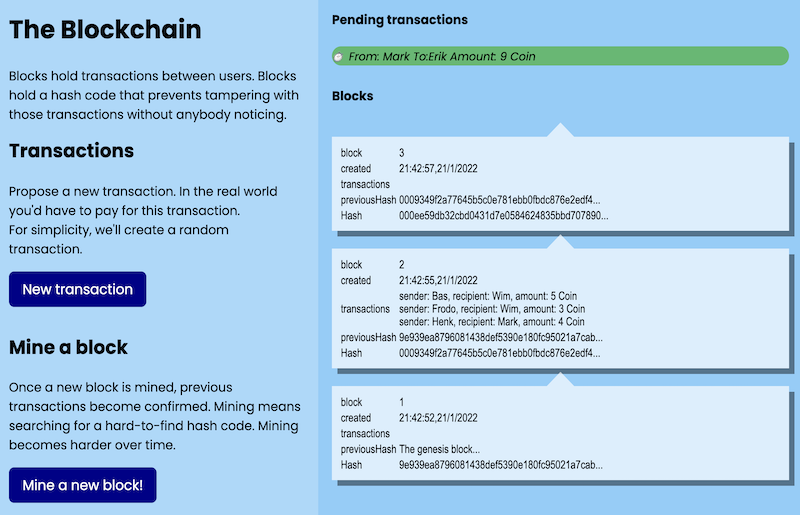 The Blockchain
Blocks hold transactions between users. Blocks
hold a hash code that prevents tampering with
those transactions without anybody noticing.
Transactions
Propose a new transaction. In the real world
you'd have to pay for this transaction.
For simplicity, we'll create a random
transaction.
New transaction
Mine a block
Once a new block is mined, previous
transactions become confirmed. Mining means
searching for a hard-to-find hash code. Mining
becomes harder over time.
Mine a new block!
Pending transactions
From: Mark To:Erik Amount: 9 Coin
Blocks
block 3
created 21:42:57,21/1/2022
transactions
previousHash 0009349f2a77645b5c0e781ebb0fbdc876e2edf4...
Hash 000ee59db32cbd0431d7e0584624835bbd707890...
block 2
created 21:42:55,21/1/2022
sender: Bas, recipient: Wim, amount: 5 Coin
transactions sender: Frodo, recipient: Wim, amount: 3 Coin
sender: Henk, recipient: Mark, amount: 4 Coin
previousHash 9e939ea8796081438def5390e180fc95021a7cab...
Hash 0009349f2a77645b5c0e781ebb0fbdc876e2edf4...
block 1
created 21:42:52,21/1/2022
transactions
previousHash The genesis block...
Hash 9e939ea8796081438def5390e180fc95021a7cab...